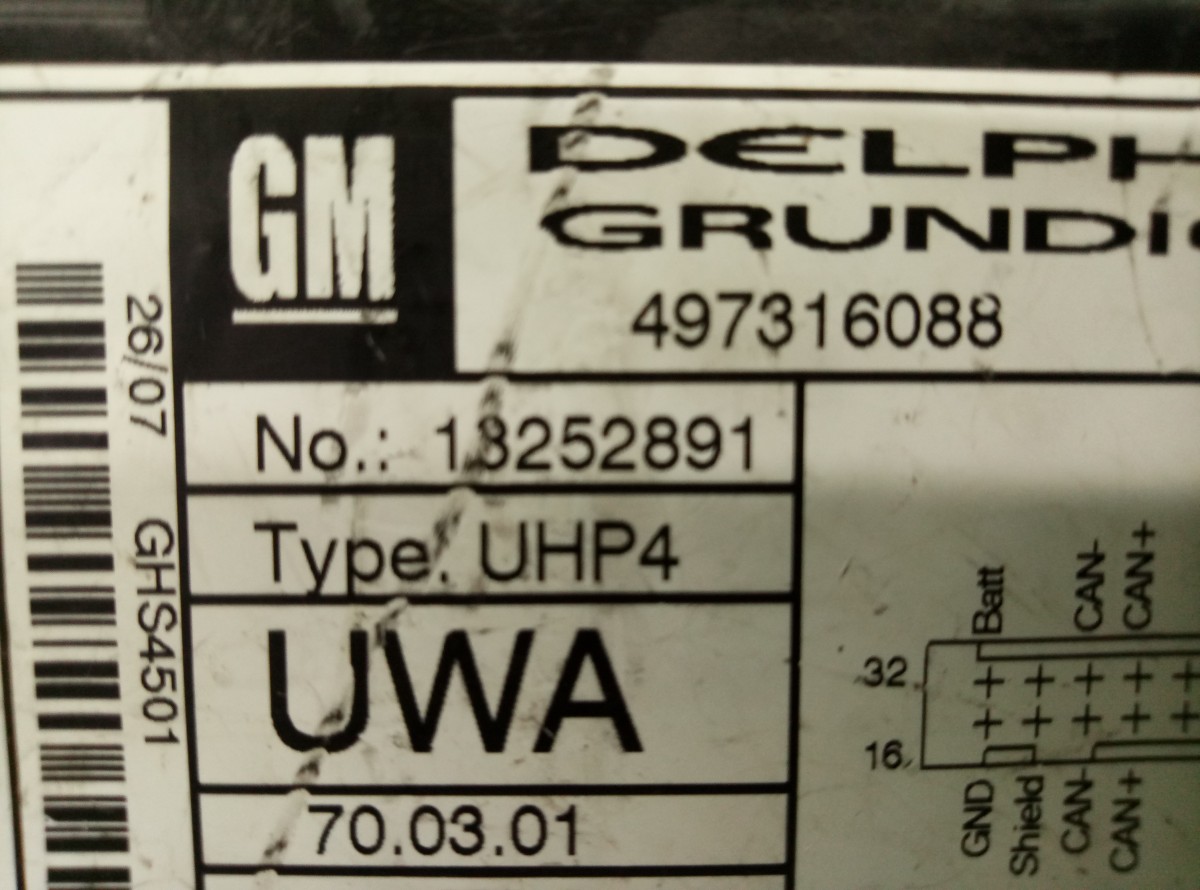 GM
DELPH
GRUNDI
497316088
26/07 GHS4501
No.: 13252891
Type. UHP4
UWA
70.03.01
Batt CAN- CAN+
32
16
GND Shield CAN- CAN+